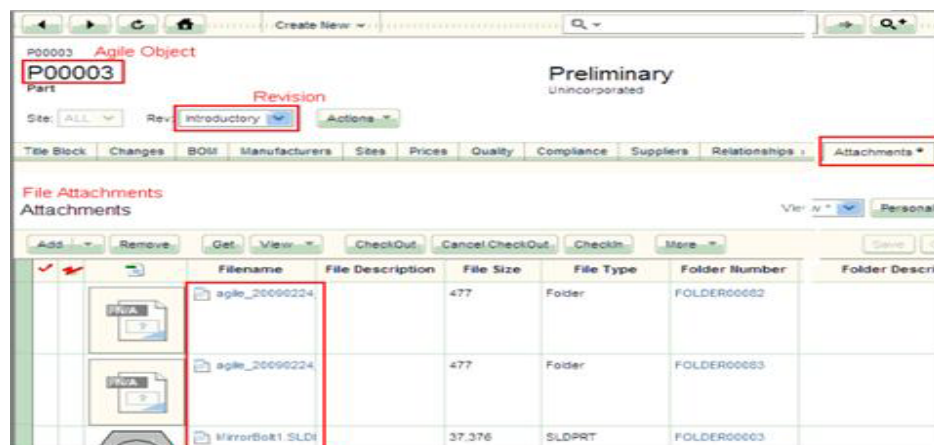 Create New
P00003 Agile Object
P00003 Preliminary
Part Unincorporated
Revision
Site: ALL Rev: Introductory Actions
Title Block Changes BOM Manufacturers Sites Prices Quality Compliance Suppliers Relationships Attachments *
File Attachments
Attachments Personal
Add Remove Get View CheckOut Cancel CheckOut CheckIn More Save
Filename File Description File Size File Type Folder Number Folder Descri
agile_20090224 477 Folder FOLDER00082
N/A
?
agile_20090224 477 Folder FOLDER00083
N/A
?
MirrorBolt1.SLD 37,376 SLDPRT FOLDER00003